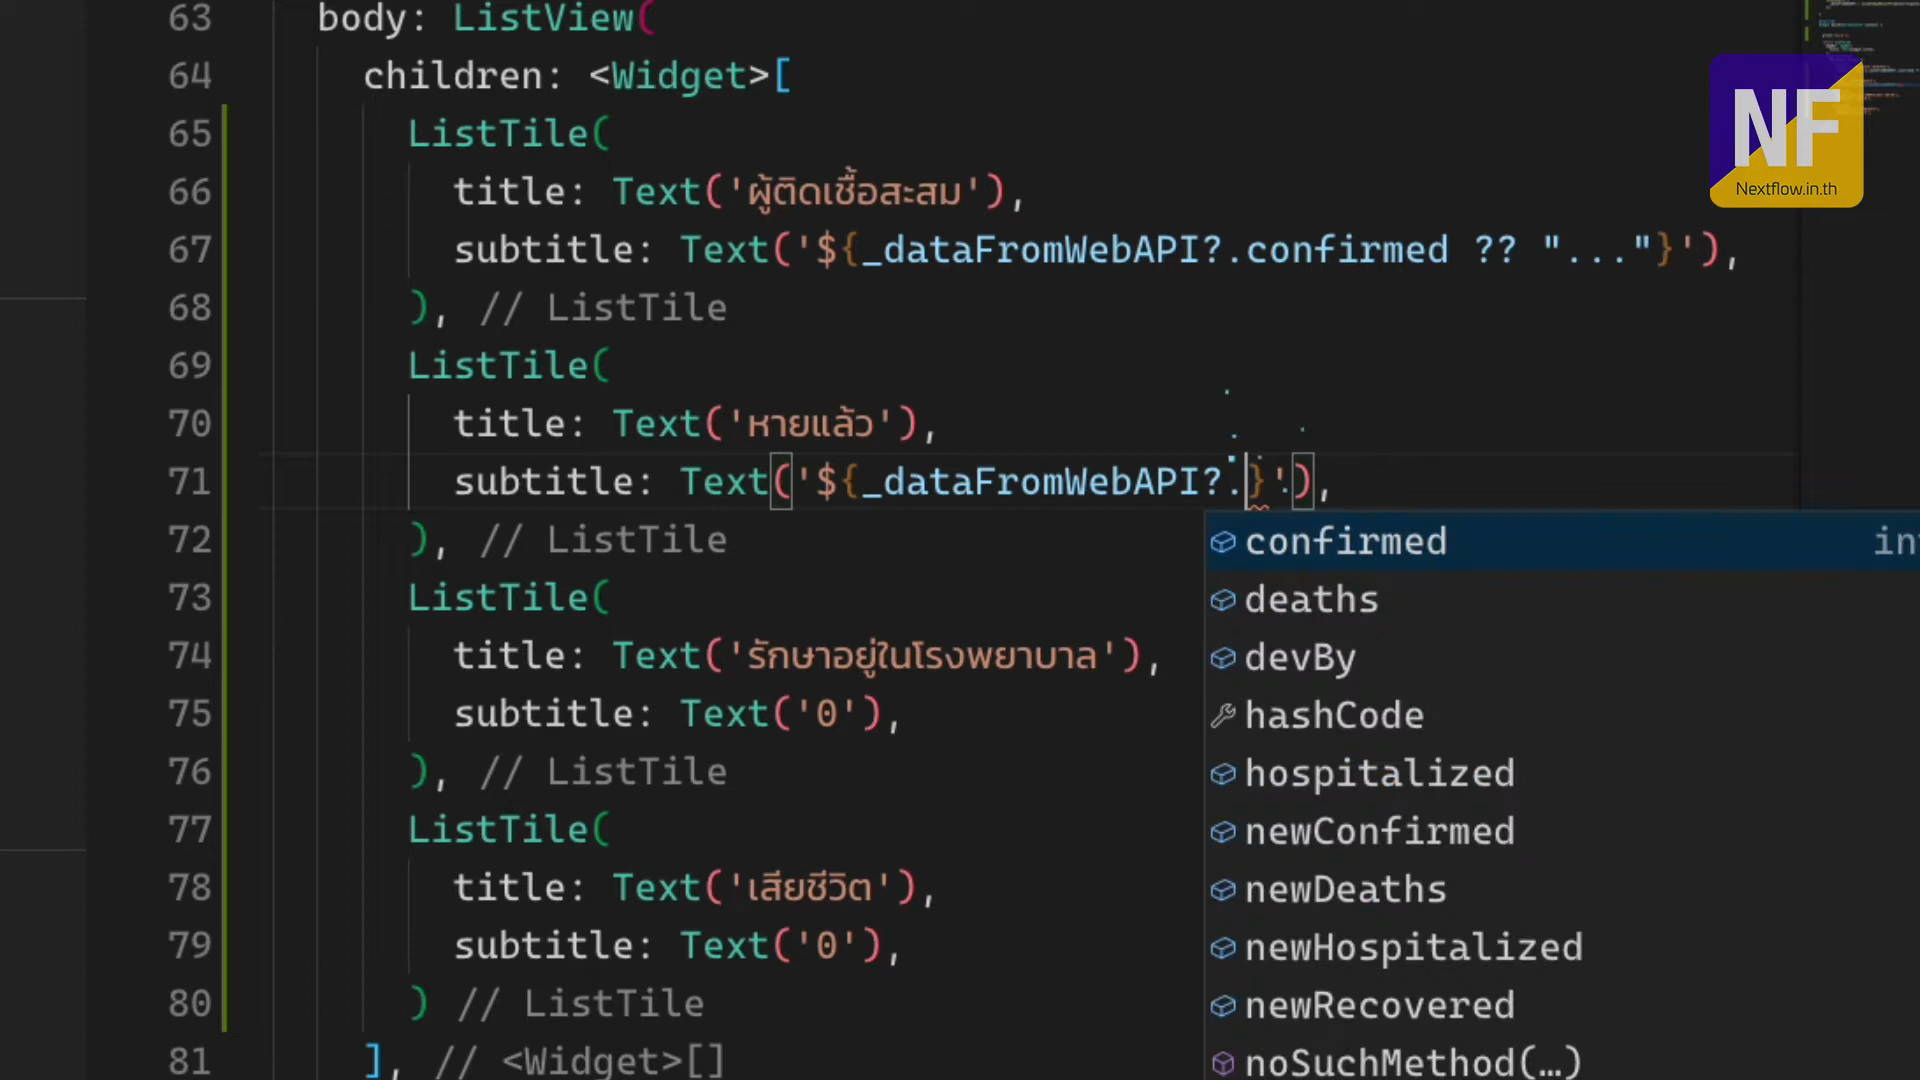 63 body: ListView(
64 children: <Widget>[
65 ListTile(
66 title: Text('ผู้ติดเชื้อสะสม'),
67 subtitle: Text('${_dataFromWebAPI?.confirmed ?? "..."}'),
68 ), // ListTile
69 ListTile(
70 title: Text('หายแล้ว'),
71 subtitle: Text('${_dataFromWebAPI?.}'),
72 ), // ListTile
73 ListTile(
74 title: Text('รักษาอยู่ในโรงพยาบาล'),
75 subtitle: Text('0'),
76 ), // ListTile
77 ListTile(
78 title: Text('เสียชีวิต'),
79 subtitle: Text('0'),
80 ) // ListTile
81 ], // <Widget>[]
confirmed
deaths
devBy
hashCode
hospitalized
newConfirmed
newDeaths
newHospitalized
newRecovered
noSuchMethod(…)
NF
Nextflow.in.th